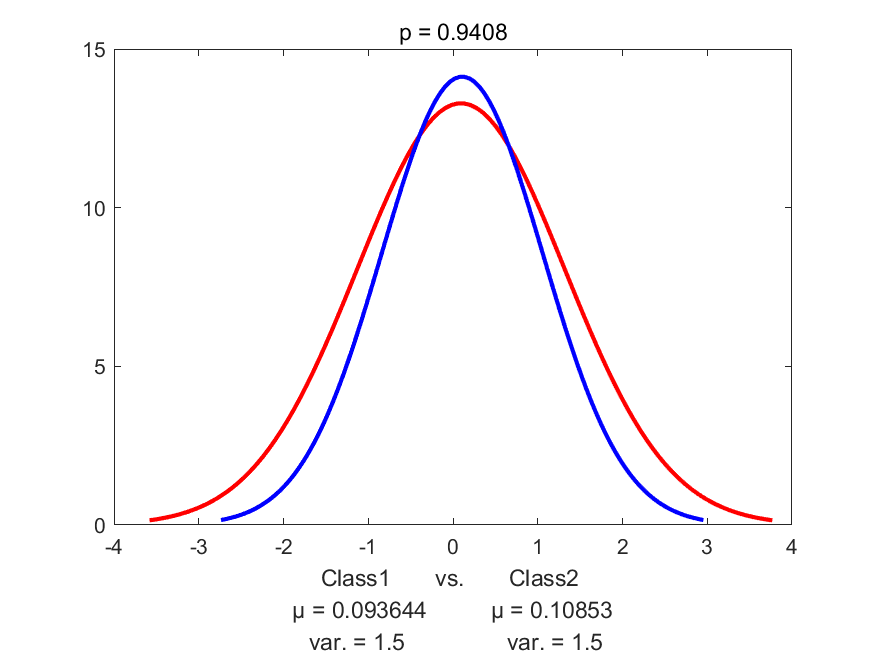 p = 0.9408
15
10
5
0
-4 -3 -2 -1 0 1 2 3 4
Class1 vs. Class2
μ = 0.093644 μ = 0.10853
var. = 1.5 var. = 1.5